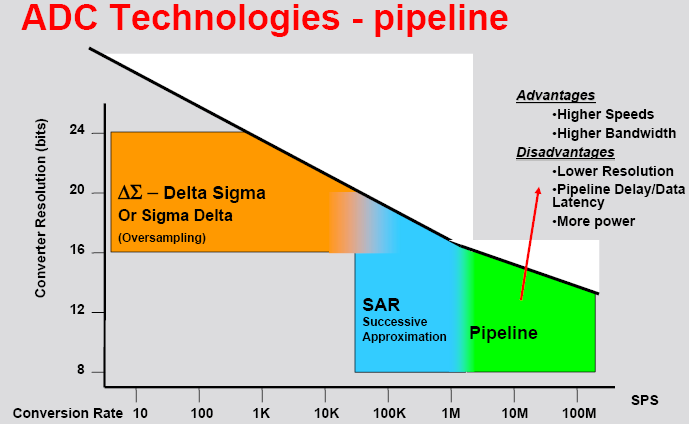 ADC Technologies - pipeline
Advantages
•Higher Speeds
•Higher Bandwidth
Disadvantages
•Lower Resolution
•Pipeline Delay/Data
Latency
•More power
Converter Resolution (bits)
24
20
16
12
8
ΔΣ – Delta Sigma
Or Sigma Delta
(Oversampling)
SAR
Successive
Approximation
Pipeline
SPS
Conversion Rate 10 100 1K 10K 100K 1M 10M 100M